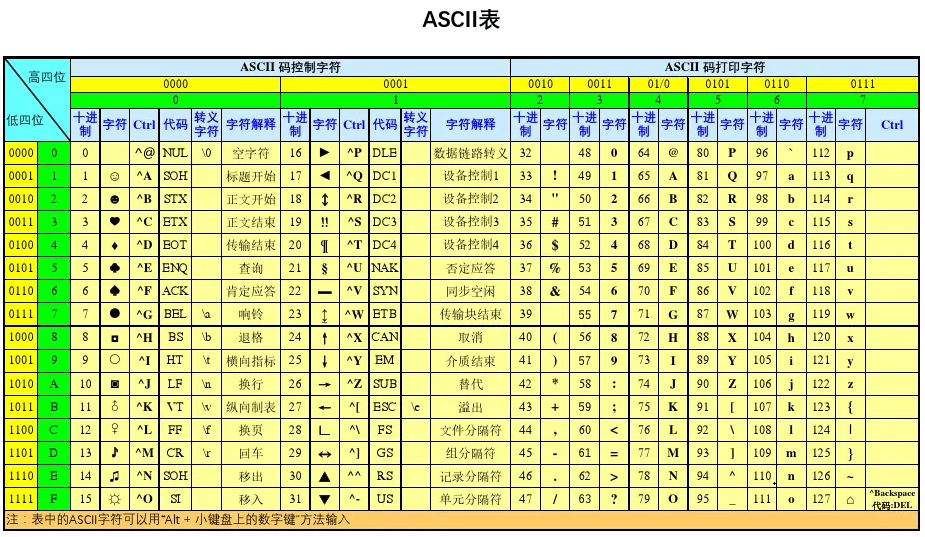 ASCII表
高四位 低四位 ASCII 码控制字符 ASCII 码打印字符
0000 0001 0010 0011 01/0 0101 0110 0111
0 1 2 3 4 5 6 7
十进制 字符 Ctrl 代码 转义字符 字符解释 十进制 字符 Ctrl 代码 转义字符 字符解释 十进制 字符 十进制 字符 十进制 字符 十进制 字符 十进制 字符 十进制 字符 Ctrl
0000 0 0 ^@ NUL \0 空字符 16 ► ^P DLE 数据链路转义 32 48 0 64 @ 80 P 96 ` 112 p
0001 1 1 ☺ ^A SOH 标题开始 17 ◄ ^Q DC1 设备控制1 33 ! 49 1 65 A 81 Q 97 a 113 q
0010 2 2 ☻ ^B STX 正文开始 18 ↕ ^R DC2 设备控制2 34 " 50 2 66 B 82 R 98 b 114 r
0011 3 3 ♥ ^C ETX 正文结束 19 ‼ ^S DC3 设备控制3 35 # 51 3 67 C 83 S 99 c 115 s
0100 4 4 ♦ ^D EOT 传输结束 20 ¶ ^T DC4 设备控制4 36 $ 52 4 68 D 84 T 100 d 116 t
0101 5 5 ♣ ^E ENQ 查询 21 § ^U NAK 否定应答 37 % 53 5 69 E 85 U 101 e 117 u
0110 6 6 ♠ ^F ACK 肯定应答 22 ▬ ^V SYN 同步空闲 38 & 54 6 70 F 86 V 102 f 118 v
0111 7 7 ● ^G BEL \a 响铃 23 ↨ ^W ETB 传输块结束 39 55 7 71 G 87 W 103 g 119 w
1000 8 8 ◘ ^H BS \b 退格 24 ↑ ^X CAN 取消 40 ( 56 8 72 H 88 X 104 h 120 x
1001 9 9 ○ ^I HT \t 横向指标 25 ↓ ^Y EM 介质结束 41 ) 57 9 73 I 89 Y 105 i 121 y
1010 A 10 ◙ ^J LF \n 换行 26 → ^Z SUB 替代 42 * 58 : 74 J 90 Z 106 j 122 z
1011 B 11 ♂ ^K VT \v 纵向制表 27 ← ^[ ESC \e 溢出 43 + 59 ; 75 K 91 [ 107 k 123 {
1100 C 12 ♀ ^L FF \f 换页 28 ∟ ^\ FS 文件分隔符 44 , 60 < 76 L 92 \ 108 l 124 |
1101 D 13 ♪ ^M CR \r 回车 29 ↔ ^] GS 组分隔符 45 - 61 = 77 M 93 ] 109 m 125 }
1110 E 14 ♫ ^N SOH 移出 30 ▲ ^^ RS 记录分隔符 46 . 62 > 78 N 94 ^ 110 n 126 ~
1111 F 15 ☼ ^O SI 移入 31 ▼ ^- US 单元分隔符 47 / 63 ? 79 O 95 _ 111 o 127 ⌂ ^Backspace 代码:DEL
注：表中的ASCII字符可以用"Alt + 小键盘上的数字键"方法输入